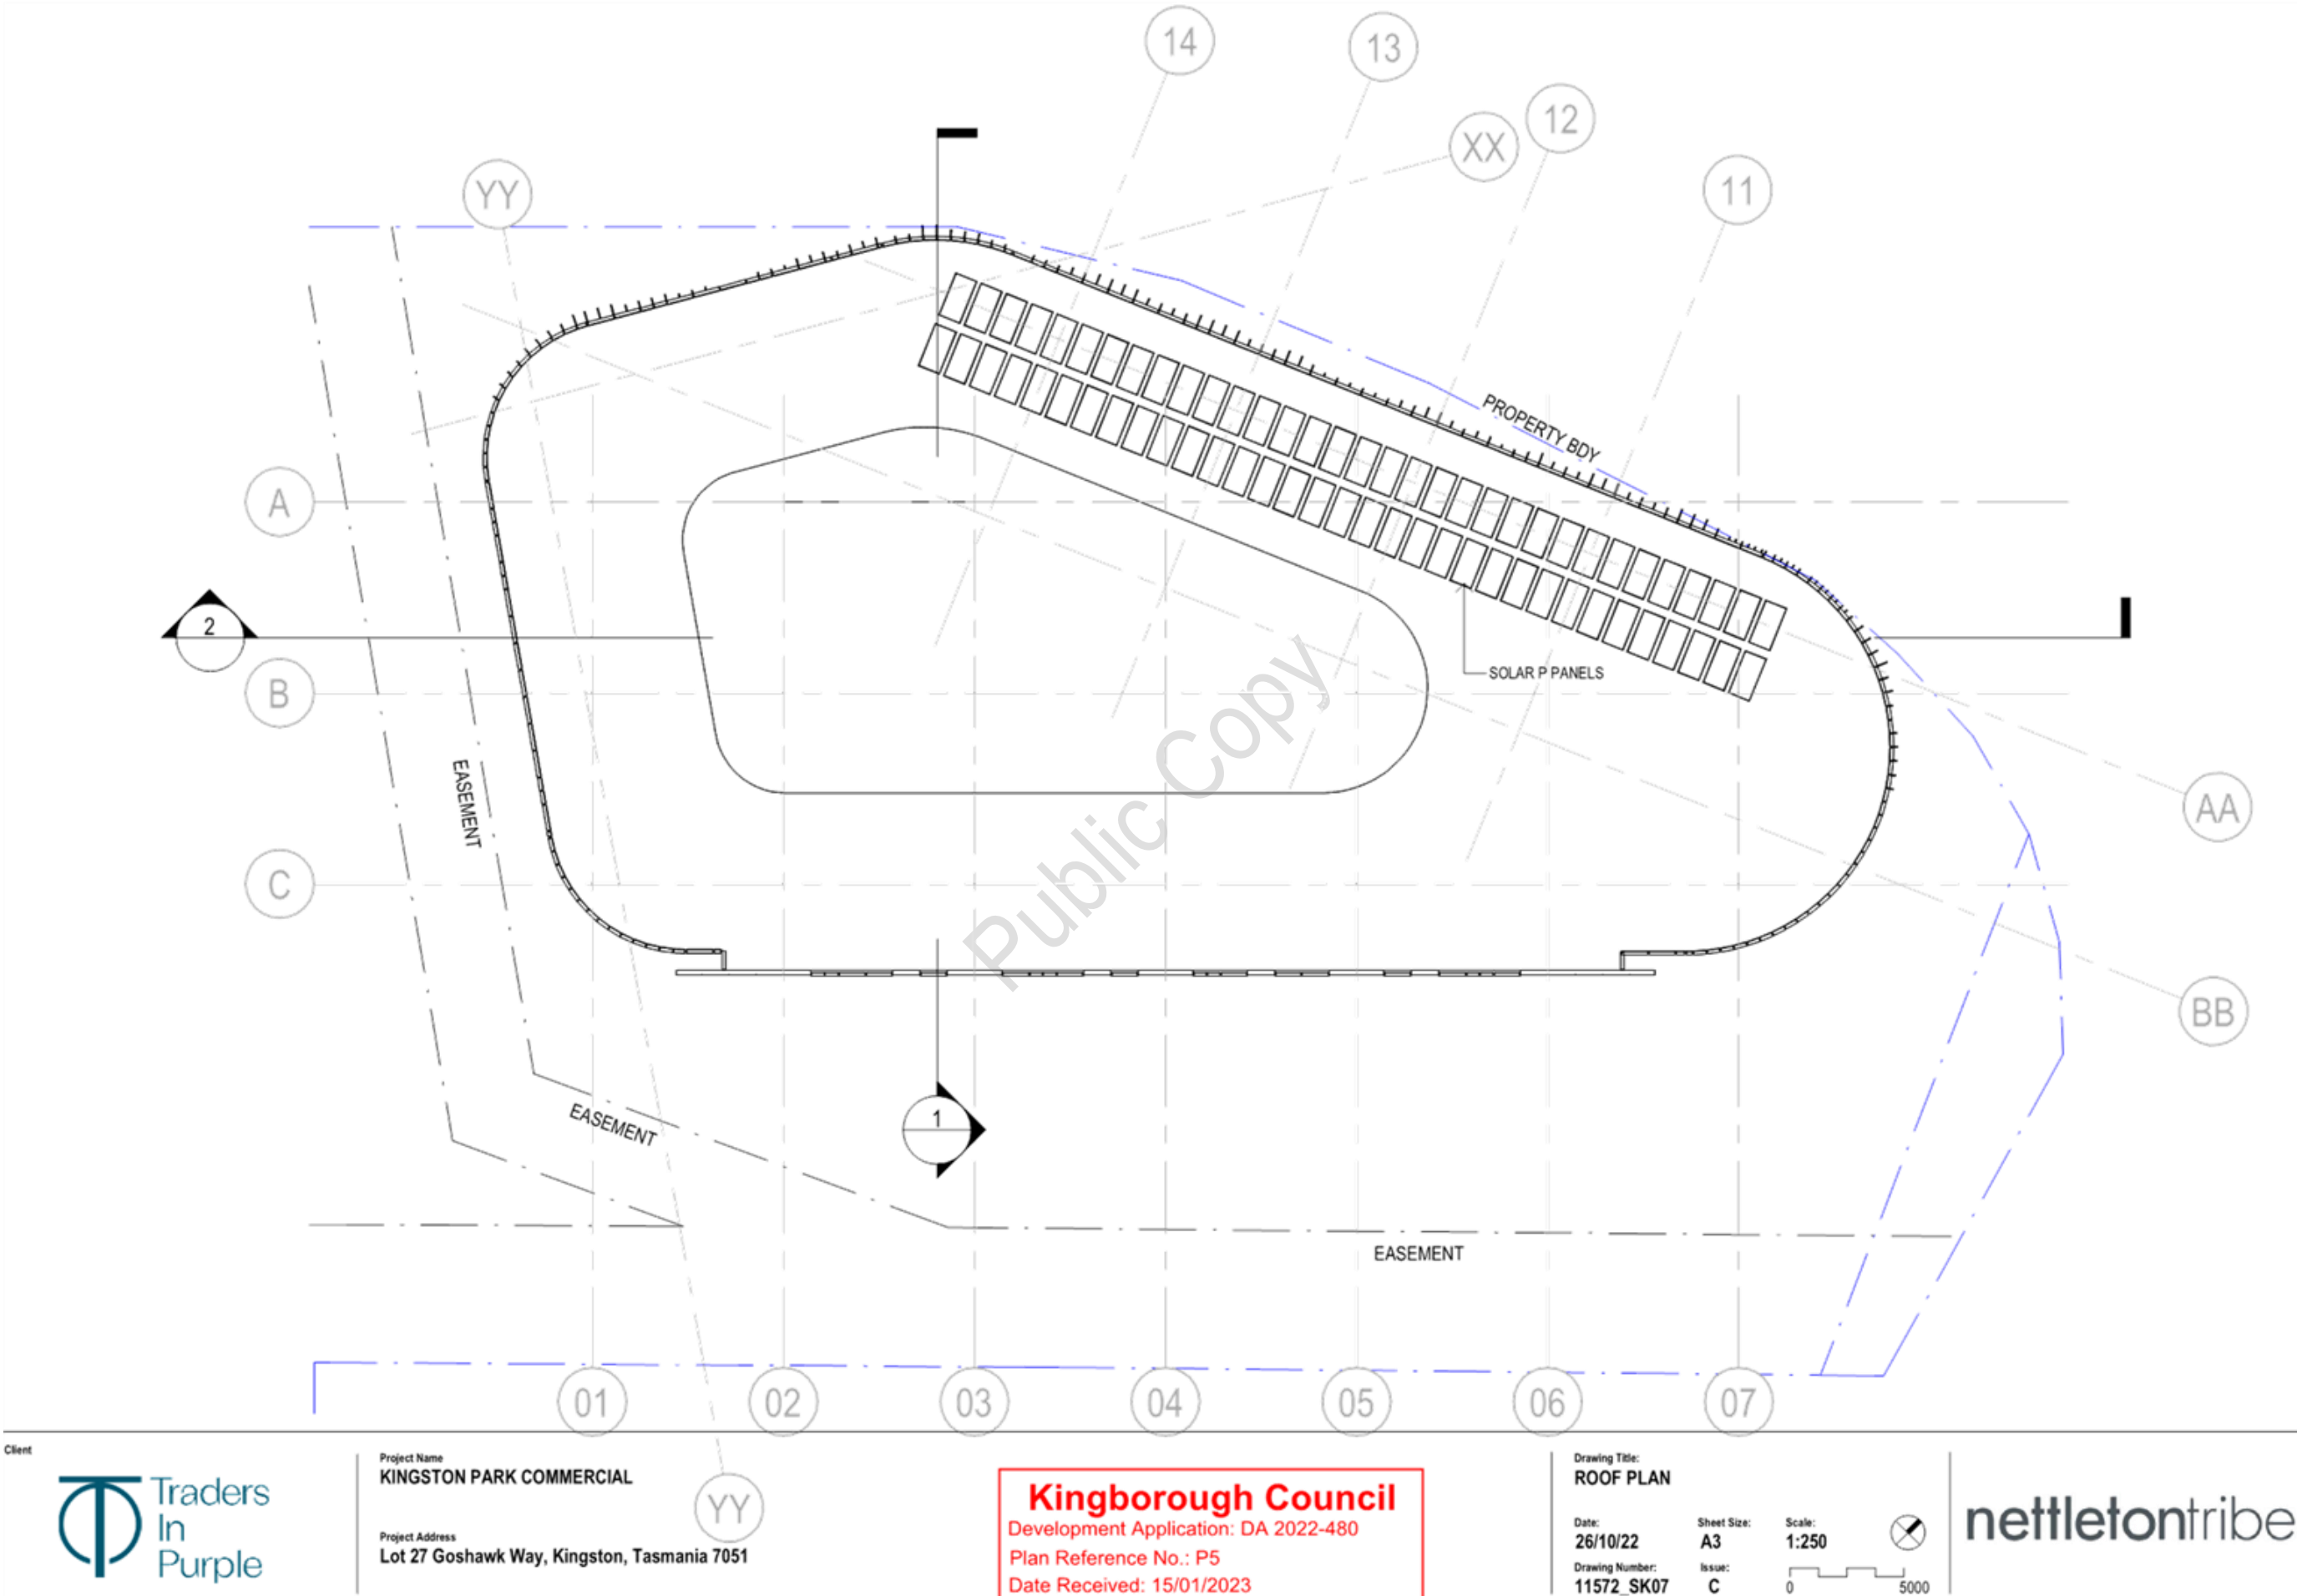 14
13
12
XX
11
YY
PROPERTY BDY
A
2
B
SOLAR P PANELS
Public Copy
EASEMENT
AA
C
BB
1
EASEMENT
EASEMENT
01
02
03
04
05
06
07
Client
Traders
In
Purple
Project Name
KINGSTON PARK COMMERCIAL
Project Address
Lot 27 Goshawk Way, Kingston, Tasmania 7051
YY
Kingborough Council
Development Application: DA 2022-480
Plan Reference No.: P5
Date Received: 15/01/2023
Drawing Title:
ROOF PLAN
Date:
26/10/22
Sheet Size:
A3
Scale:
1:250
Drawing Number:
11572_SK07
Issue:
C
0
5000
nettletontribe